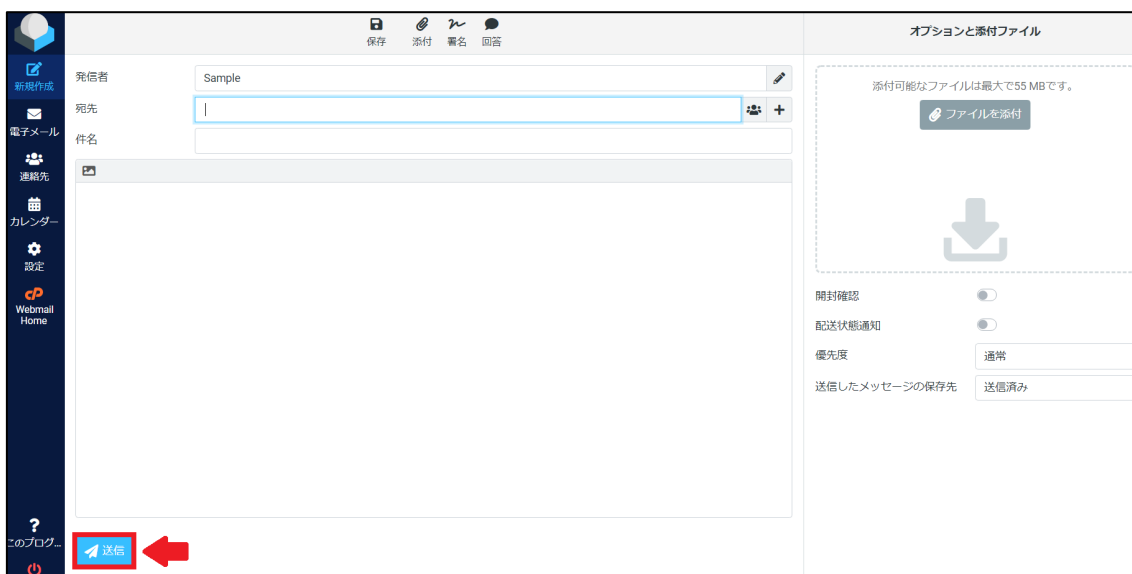 保存 添付 署名 回答
オプションと添付ファイル
新規作成
電子メール
連絡先
カレンダー
設定
cP
Webmail
Home
?
このプログ...
発信者 Sample
宛先
件名
送信
添付可能なファイルは最大で55 MBです。
ファイルを添付
開封確認
配送状態通知
優先度 通常
送信したメッセージの保存先 送信済み